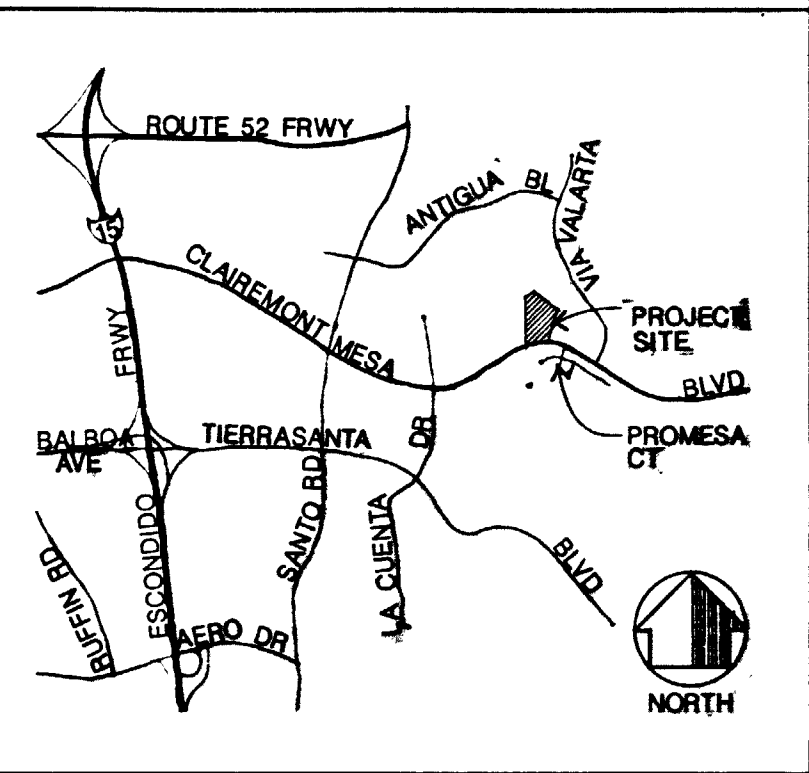 ROUTE 52 FRWY
ANTIGUA BL
VIA VALARTA
15
CLAIREMONT MESA BLVD
FRWY
PROJECT
SITE
BALBOA
AVE
TIERRASANTA BLVD
DR
PROMESA
CT
SANTO RD
LA CUENTA
ESCONDIDO
RUFFIN RD
AERO DR
NORTH